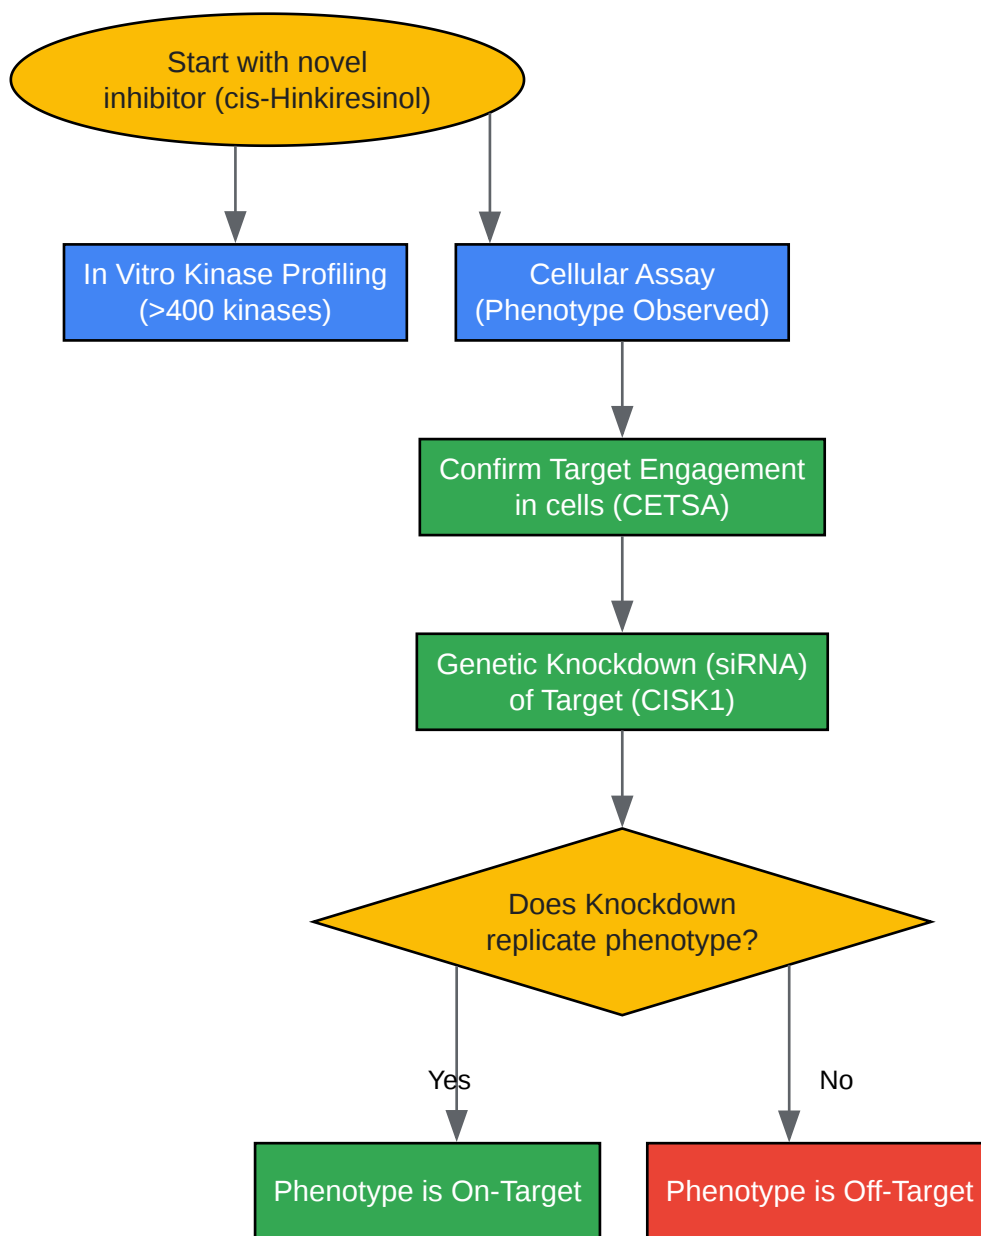 Start with novel
inhibitor (cis-Hinkiresinol)
In Vitro Kinase Profiling
(>400 kinases)
Cellular Assay
(Phenotype Observed)
Confirm Target Engagement
in cells (CETSA)
Genetic Knockdown (siRNA)
of Target (CISK1)
Does Knockdown
replicate phenotype?
Yes
No
Phenotype is On-Target
Phenotype is Off-Target